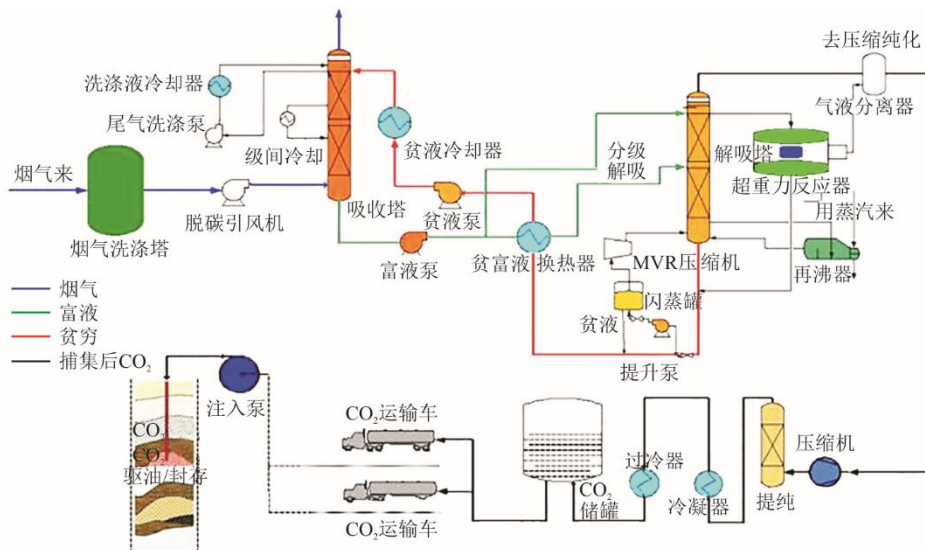 去压缩纯化
洗涤液冷却器
尾气洗涤泵
级间冷却
贫液冷却器
分级
解吸
解吸塔
气液分离器
超重力反应器
烟气来
脱碳引风机
吸收塔
贫液泵
用蒸汽来
烟气洗涤塔
富液泵
贫富液换热器
MVR压缩机
再沸器
闪蒸罐
贫液
提升泵
烟气
富液
贫穷
捕集后CO₂
注入泵
CO₂
CO₂
驱油/封存
CO₂运输车
CO₂运输车
CO₂
储罐
过冷器
冷凝器
提纯
压缩机